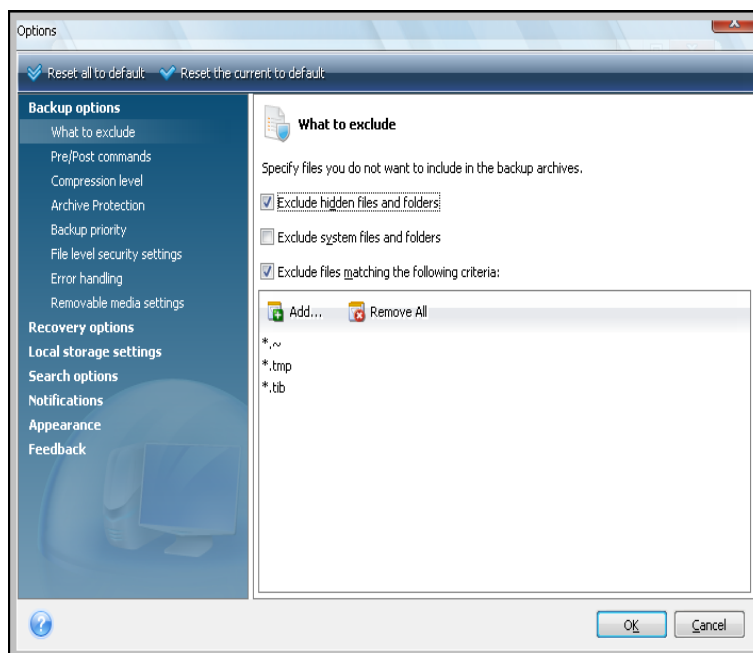 Options
Reset all to default Reset the current to default
Backup options
What to exclude
Pre/Post commands
Compression level
Archive Protection
Backup priority
File level security settings
Error handling
Removable media settings
Recovery options
Local storage settings
Search options
Notifications
Appearance
Feedback
What to exclude
Specify files you do not want to include in the backup archives.
Exclude hidden files and folders
Exclude system files and folders
Exclude files matching the following criteria:
Add... Remove All
*.~
*.tmp
*.tib
OK Cancel